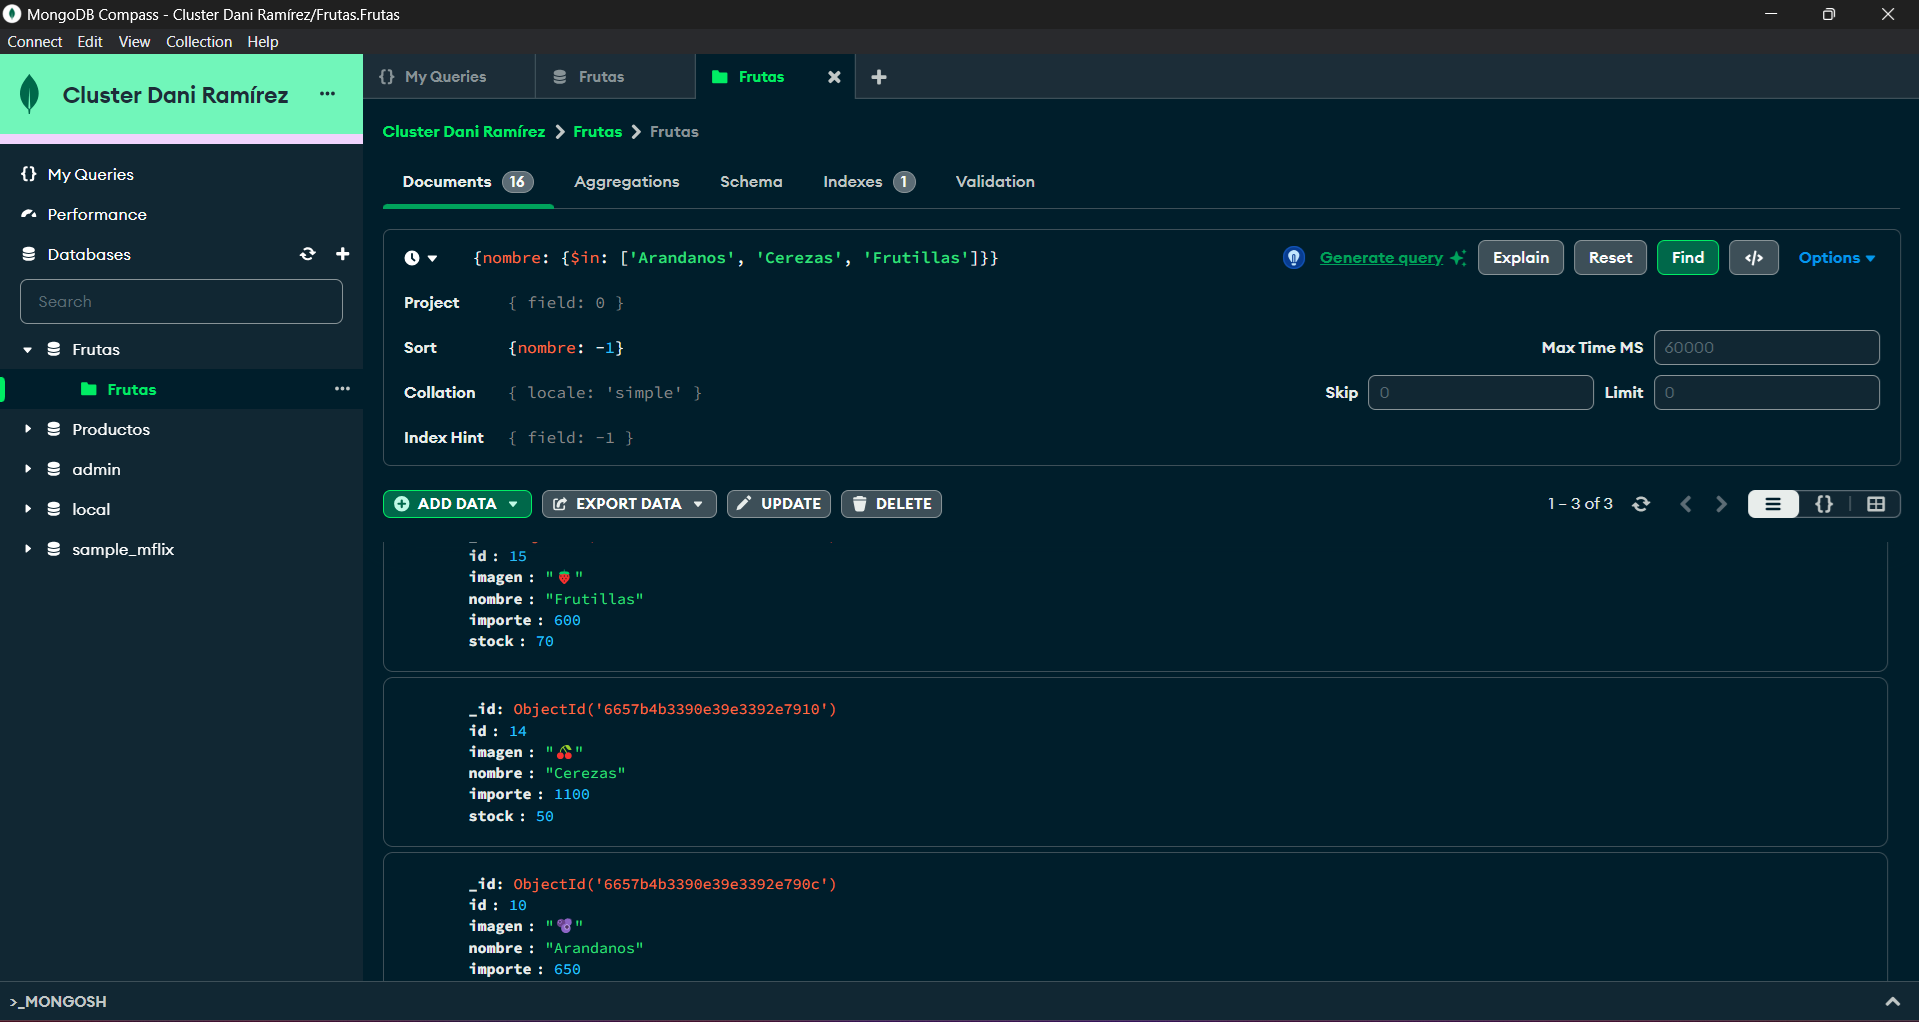 MongoDB Compass - Cluster Dani Ramírez/Frutas.Frutas
Connect Edit View Collection Help
Cluster Dani Ramírez
My Queries
Performance
Databases
Search
Frutas
Frutas
Productos
admin
local
sample_mflix
{} My Queries
Frutas
Frutas
Cluster Dani Ramírez > Frutas > Frutas
Documents 16 Aggregations Schema Indexes 1 Validation
{nombre: {$in: ['Arandanos', 'Cerezas', 'Frutillas']}}
Generate query Explain Reset Find </> Options
Project { field: 0 }
Sort {nombre: -1}
Max Time MS 60000
Collation { locale: 'simple' }
Skip 0 Limit 0
Index Hint { field: -1 }
ADD DATA EXPORT DATA UPDATE DELETE
1 – 3 of 3
{}
id : 15
imagen : "🍓"
nombre : "Frutillas"
importe : 600
stock : 70
_id: ObjectId('6657b4b3390e39e3392e7910')
id : 14
imagen : "🍒"
nombre : "Cerezas"
importe : 1100
stock : 50
_id: ObjectId('6657b4b3390e39e3392e790c')
id : 10
imagen : "🍇"
nombre : "Arandanos"
importe : 650
>_MONGOSH